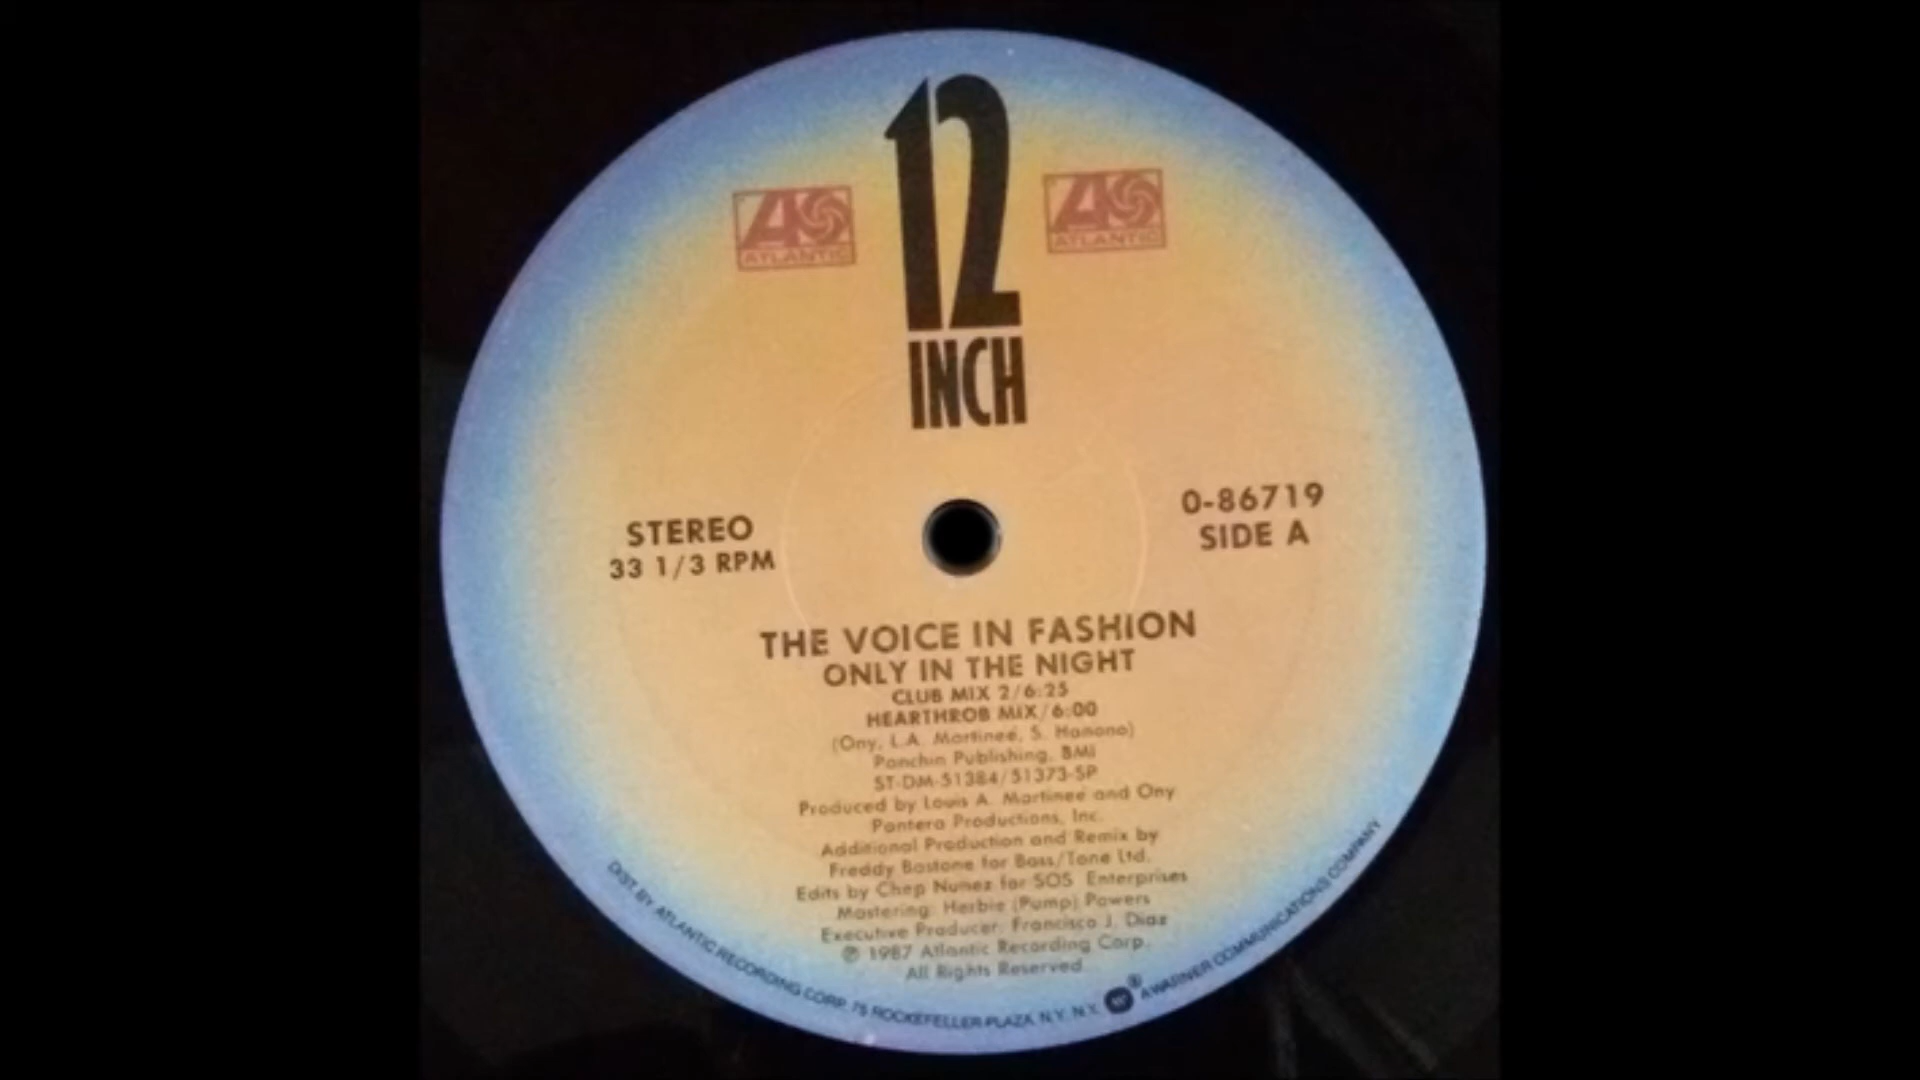 12
INCH
ATLANTIC
ATLANTIC
STEREO
33 1/3 RPM
0-86719
SIDE A
THE VOICE IN FASHION
ONLY IN THE NIGHT
CLUB MIX 2/6:25
HEARTHROB MIX/6:00
(Ony, L.A. Martineé, S. Hanono)
Panchin Publishing, BMI
ST-DM-51384/51373-SP
Produced by Louis A. Martineé and Ony
Pantera Productions, Inc.
Additional Production and Remix by
Freddy Bastone for Bass/Tone Ltd.
Edits by Chep Nunez for SOS Enterprises
Mastering: Herbie (Pump) Powers
Executive Producer: Francisco J. Diaz
℗ 1987 Atlantic Recording Corp.
All Rights Reserved
DIST. BY ATLANTIC RECORDING CORP. 75 ROCKEFELLER PLAZA, N.Y. N.Y. ® A WARNER COMMUNICATIONS COMPANY